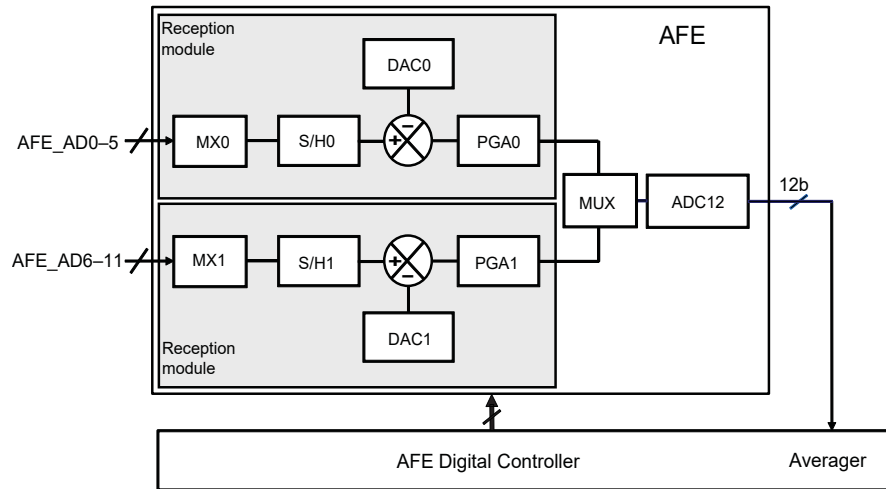 Reception
module
AFE
DAC0
AFE_AD0–5
MX0
S/H0
+
−
PGA0
MUX
ADC12
12b
AFE_AD6–11
MX1
S/H1
+
−
PGA1
DAC1
Reception
module
AFE Digital Controller
Averager